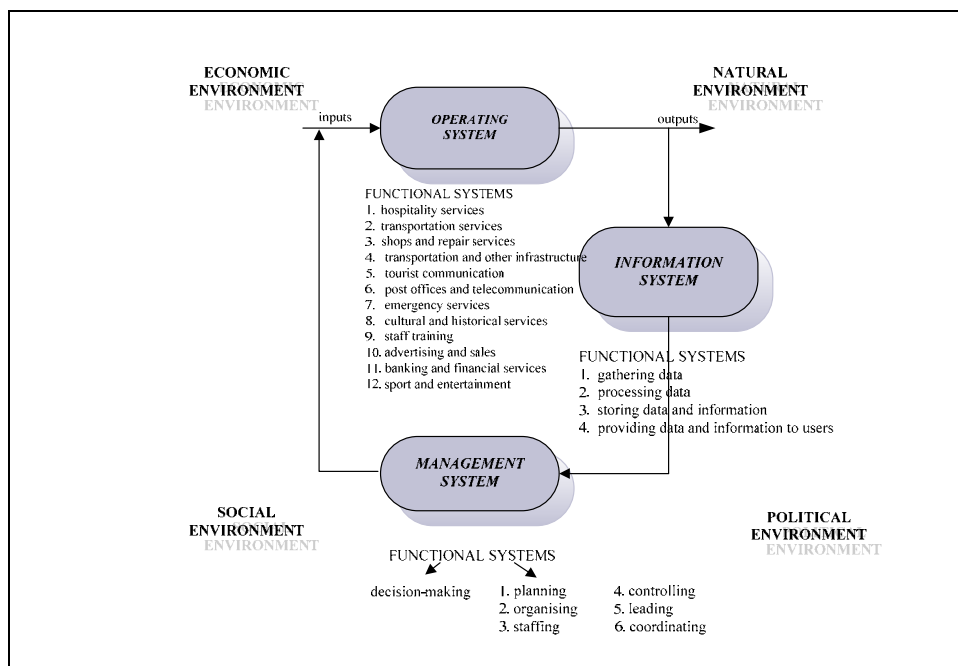 ECONOMIC
ENVIRONMENT
NATURAL
ENVIRONMENT
inputs
OPERATING
SYSTEM
outputs
FUNCTIONAL SYSTEMS
1. hospitality services
2. transportation services
3. shops and repair services
4. transportation and other infrastructure
5. tourist communication
6. post offices and telecommunication
7. emergency services
8. cultural and historical services
9. staff training
10. advertising and sales
11. banking and financial services
12. sport and entertainment
INFORMATION
SYSTEM
FUNCTIONAL SYSTEMS
1. gathering data
2. processing data
3. storing data and information
4. providing data and information to users
MANAGEMENT
SYSTEM
SOCIAL
ENVIRONMENT
POLITICAL
ENVIRONMENT
FUNCTIONAL SYSTEMS
decision-making
1. planning
2. organising
3. staffing
4. controlling
5. leading
6. coordinating